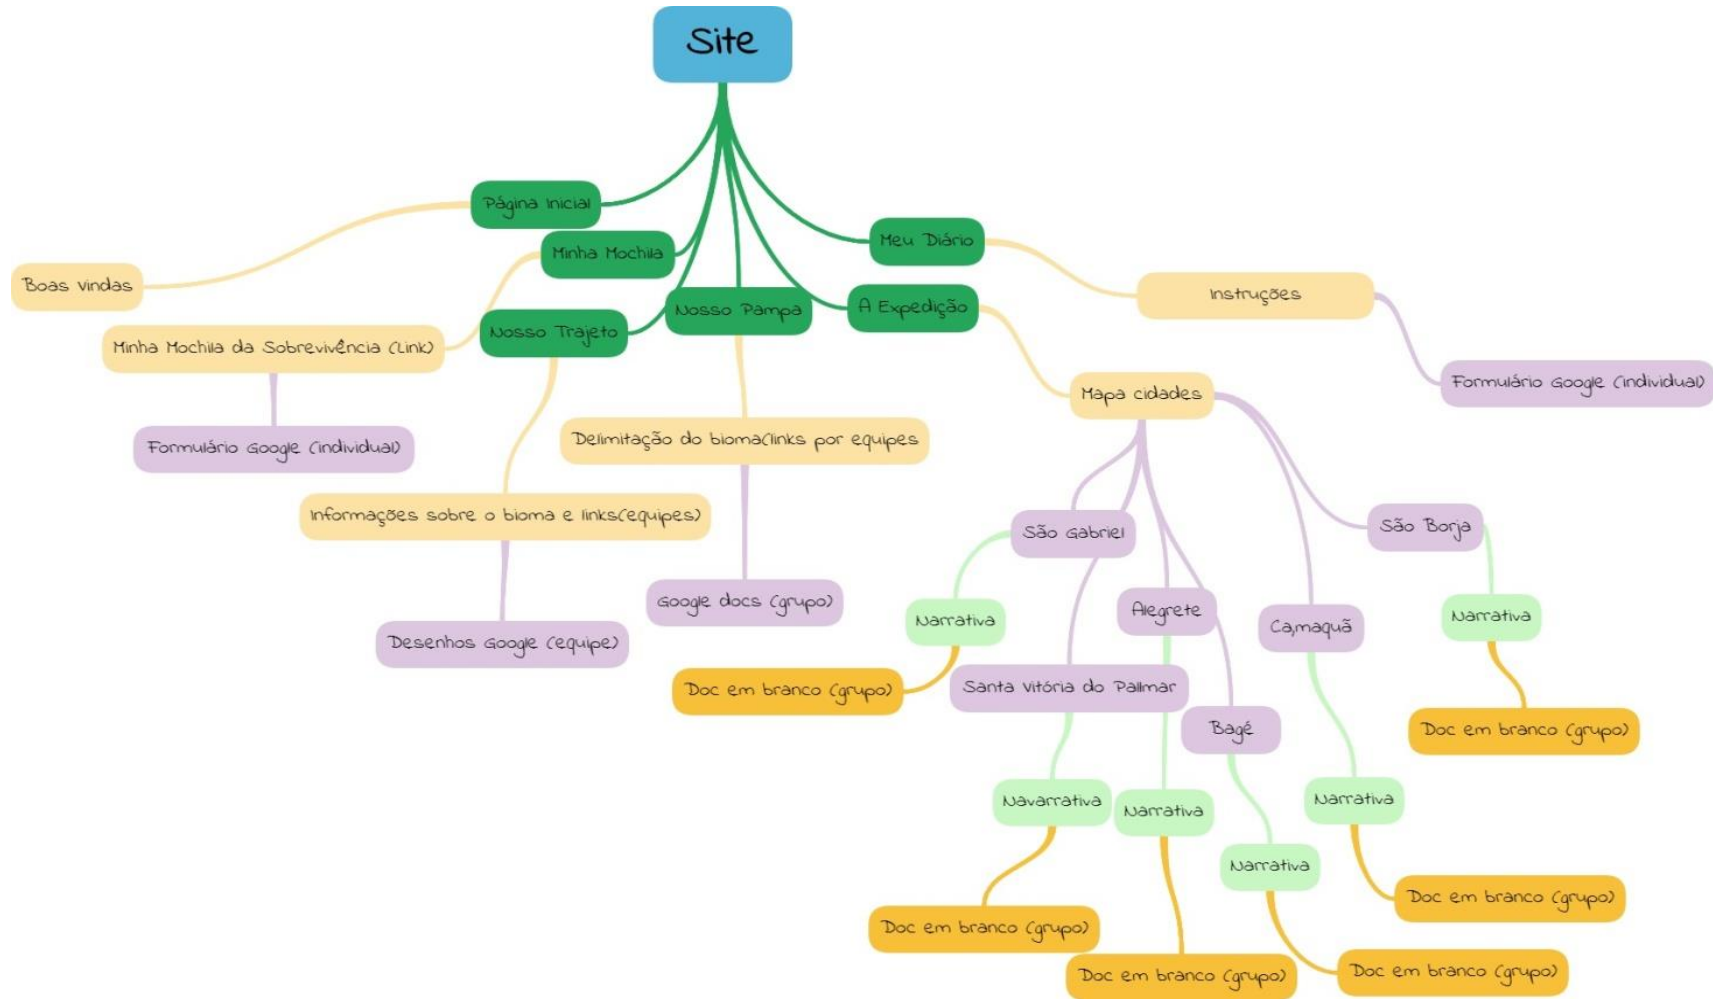 Site
Página Inicial
Meu Diário
Minha Mochila
Boas vindas
Instruções
Nosso Pampa
A Expedição
Nosso Trajeto
Minha Mochila da Sobrevivência (Link)
Formulário Google (individual)
Mapa cidades
Formulário Google (individual)
Delimitação do bioma(links por equipes
Informações sobre o bioma e links(equipes)
São Gabriel
São Borja
Google docs (grupo)
Alegrete
Narrativa
Ca,maquã
Narrativa
Desenhos Google (equipe)
Doc em branco (grupo)
Santa Vitória do Pallmar
Bagé
Doc em branco (grupo)
Navarrativa
Narrativa
Narrativa
Narrativa
Doc em branco (grupo)
Doc em branco (grupo)
Doc em branco (grupo)
Doc em branco (grupo)